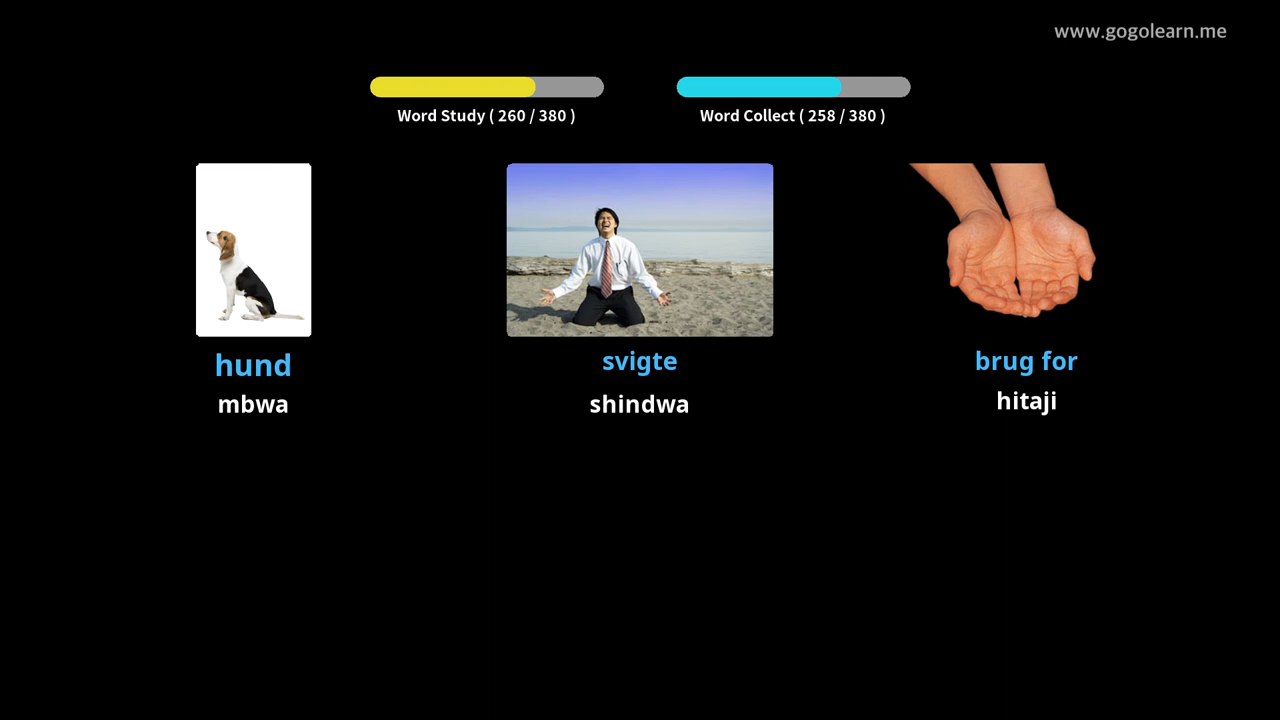 www.gogolearn.me
Word Study ( 260 / 380 )
Word Collect ( 258 / 380 )
hund
mbwa
svigte
shindwa
brug for
hitaji